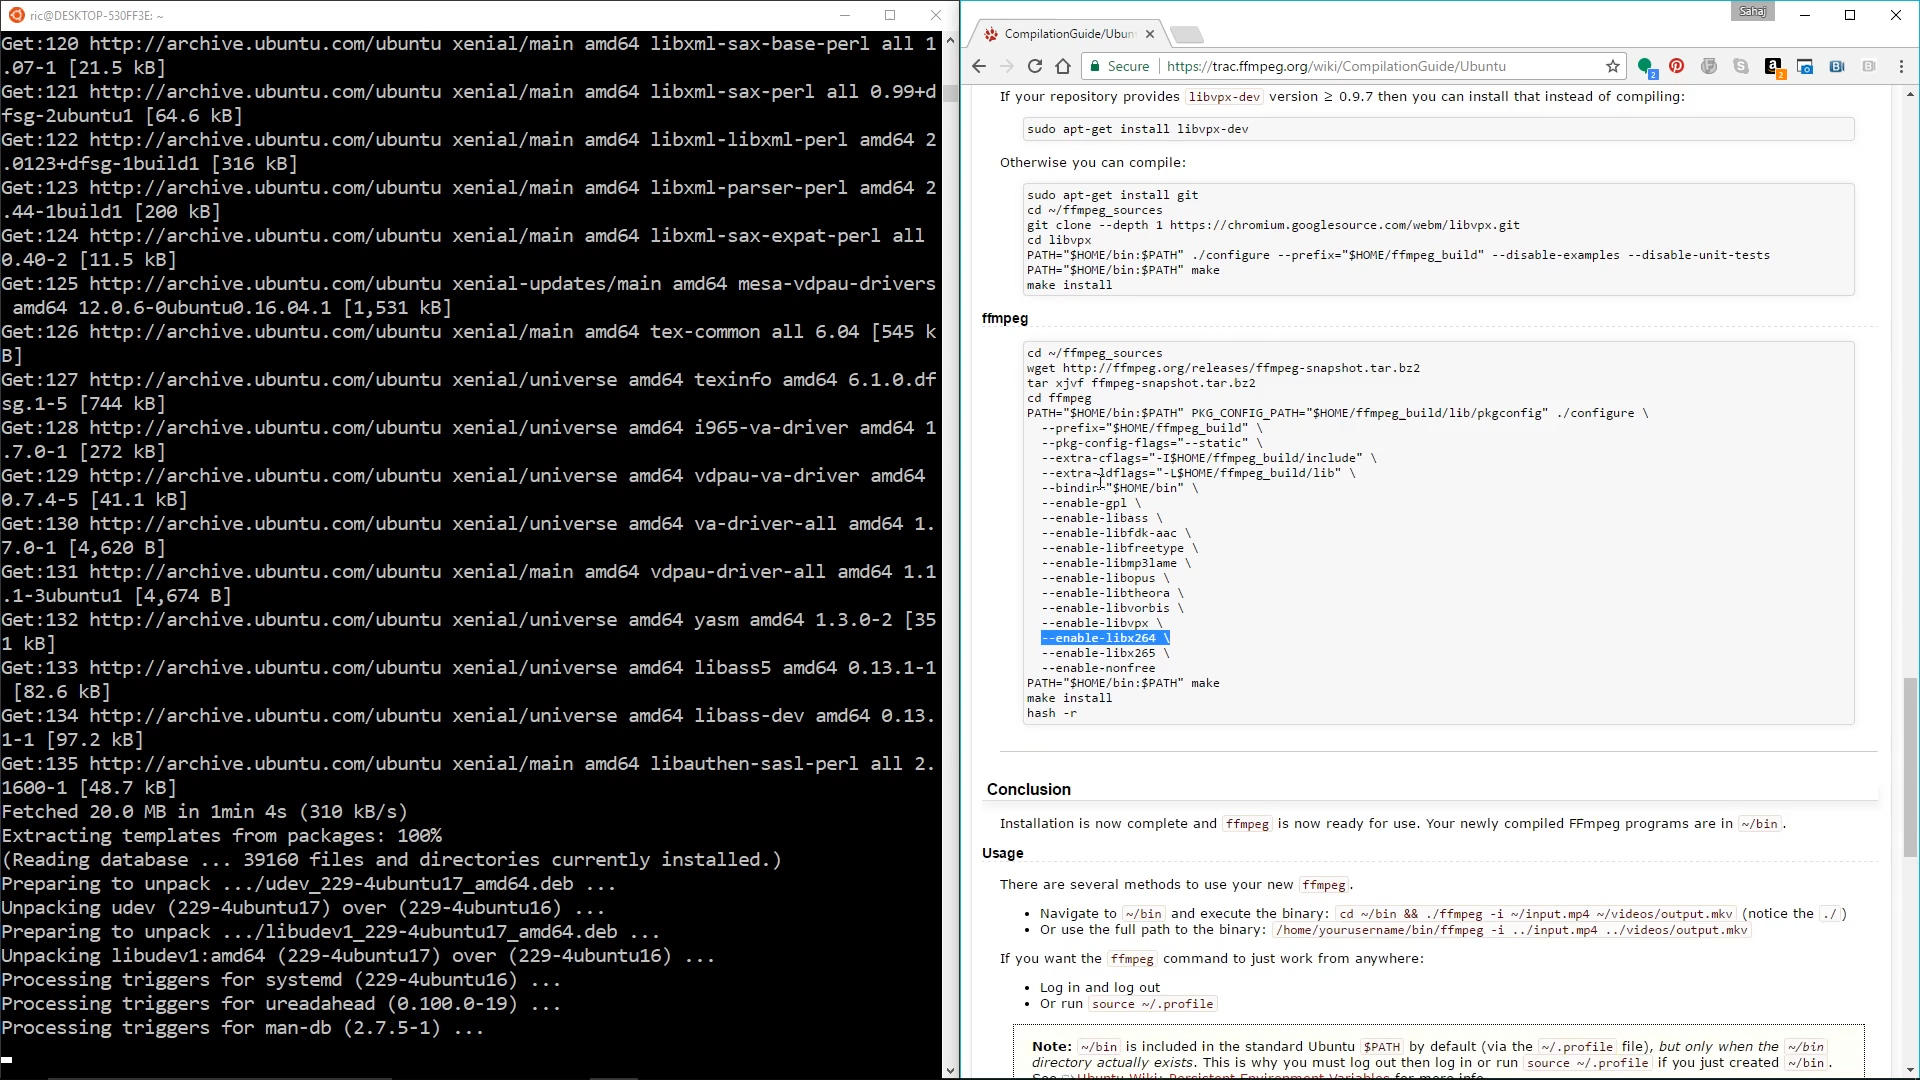 ric@DESKTOP-530FF3E: ~
Get:120 http://archive.ubuntu.com/ubuntu xenial/main amd64 libxml-sax-base-perl all 1
.07-1 [21.5 kB]
Get:121 http://archive.ubuntu.com/ubuntu xenial/main amd64 libxml-sax-perl all 0.99+d
fsg-2ubuntu1 [64.6 kB]
Get:122 http://archive.ubuntu.com/ubuntu xenial/main amd64 libxml-libxml-perl amd64 2
.0123+dfsg-1build1 [316 kB]
Get:123 http://archive.ubuntu.com/ubuntu xenial/main amd64 libxml-parser-perl amd64 2
.44-1build1 [200 kB]
Get:124 http://archive.ubuntu.com/ubuntu xenial/main amd64 libxml-sax-expat-perl all
0.40-2 [11.5 kB]
Get:125 http://archive.ubuntu.com/ubuntu xenial-updates/main amd64 mesa-vdpau-drivers
amd64 12.0.6-0ubuntu0.16.04.1 [1,531 kB]
Get:126 http://archive.ubuntu.com/ubuntu xenial/main amd64 tex-common all 6.04 [545 k
B]
Get:127 http://archive.ubuntu.com/ubuntu xenial/universe amd64 texinfo amd64 6.1.0.df
sg.1-5 [744 kB]
Get:128 http://archive.ubuntu.com/ubuntu xenial/universe amd64 i965-va-driver amd64 1
.7.0-1 [272 kB]
Get:129 http://archive.ubuntu.com/ubuntu xenial/universe amd64 vdpau-va-driver amd64
0.7.4-5 [41.1 kB]
Get:130 http://archive.ubuntu.com/ubuntu xenial/universe amd64 va-driver-all amd64 1.
7.0-1 [4,620 B]
Get:131 http://archive.ubuntu.com/ubuntu xenial/main amd64 vdpau-driver-all amd64 1.1
.1-3ubuntu1 [4,674 B]
Get:132 http://archive.ubuntu.com/ubuntu xenial/universe amd64 yasm amd64 1.3.0-2 [35
1 kB]
Get:133 http://archive.ubuntu.com/ubuntu xenial/universe amd64 libass5 amd64 0.13.1-1
[82.6 kB]
Get:134 http://archive.ubuntu.com/ubuntu xenial/universe amd64 libass-dev amd64 0.13.
1-1 [97.2 kB]
Get:135 http://archive.ubuntu.com/ubuntu xenial/main amd64 libauthen-sasl-perl all 2.
1600-1 [48.7 kB]
Fetched 20.0 MB in 1min 4s (310 kB/s)
Extracting templates from packages: 100%
(Reading database ... 39160 files and directories currently installed.)
Preparing to unpack .../udev_229-4ubuntu17_amd64.deb ...
Unpacking udev (229-4ubuntu17) over (229-4ubuntu16) ...
Preparing to unpack .../libudev1_229-4ubuntu17_amd64.deb ...
Unpacking libudev1:amd64 (229-4ubuntu17) over (229-4ubuntu16) ...
Processing triggers for systemd (229-4ubuntu16) ...
Processing triggers for ureadahead (0.100.0-19) ...
Processing triggers for man-db (2.7.5-1) ...
Sahaj
CompilationGuide/Ubun
Secure https://trac.ffmpeg.org/wiki/CompilationGuide/Ubuntu
If your repository provides libvpx-dev version ≥ 0.9.7 then you can install that instead of compiling:
sudo apt-get install libvpx-dev
Otherwise you can compile:
sudo apt-get install git
cd ~/ffmpeg_sources
git clone --depth 1 https://chromium.googlesource.com/webm/libvpx.git
cd libvpx
PATH="$HOME/bin:$PATH" ./configure --prefix="$HOME/ffmpeg_build" --disable-examples --disable-unit-tests
PATH="$HOME/bin:$PATH" make
make install
ffmpeg
cd ~/ffmpeg_sources
wget http://ffmpeg.org/releases/ffmpeg-snapshot.tar.bz2
tar xjvf ffmpeg-snapshot.tar.bz2
cd ffmpeg
PATH="$HOME/bin:$PATH" PKG_CONFIG_PATH="$HOME/ffmpeg_build/lib/pkgconfig" ./configure \
--prefix="$HOME/ffmpeg_build" \
--pkg-config-flags="--static" \
--extra-cflags="-I$HOME/ffmpeg_build/include" \
--extra-ldflags="-L$HOME/ffmpeg_build/lib" \
--bindir="$HOME/bin" \
--enable-gpl \
--enable-libass \
--enable-libfdk-aac \
--enable-libfreetype \
--enable-libmp3lame \
--enable-libopus \
--enable-libtheora \
--enable-libvorbis \
--enable-libvpx \
--enable-libx264 \
--enable-libx265 \
--enable-nonfree
PATH="$HOME/bin:$PATH" make
make install
hash -r
Conclusion
Installation is now complete and ffmpeg is now ready for use. Your newly compiled FFmpeg programs are in ~/bin.
Usage
There are several methods to use your new ffmpeg.
• Navigate to ~/bin and execute the binary: cd ~/bin && ./ffmpeg -i ~/input.mp4 ~/videos/output.mkv (notice the ./)
• Or use the full path to the binary: /home/yourusername/bin/ffmpeg -i ../input.mp4 ../videos/output.mkv
If you want the ffmpeg command to just work from anywhere:
• Log in and log out
• Or run source ~/.profile
Note: ~/bin is included in the standard Ubuntu $PATH by default (via the ~/.profile file), but only when the ~/bin
directory actually exists. This is why you must log out then log in or run source ~/.profile if you just created ~/bin.
See Ubuntu Wiki: Persistent Environment Variables for more info